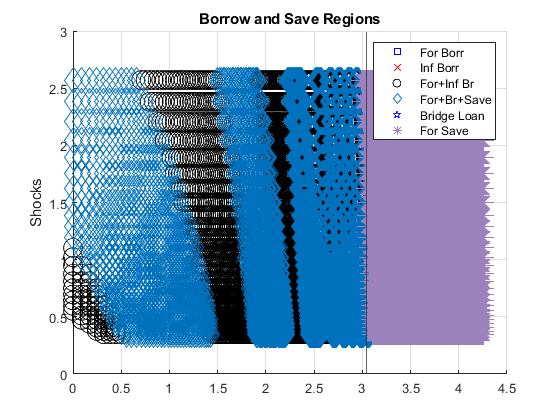 Borrow and Save Regions
3
2.5
2
1.5
1
0.5
0
Shocks
For Borr
Inf Borr
For+Inf Br
For+Br+Save
Bridge Loan
For Save
0 0.5 1 1.5 2 2.5 3 3.5 4 4.5